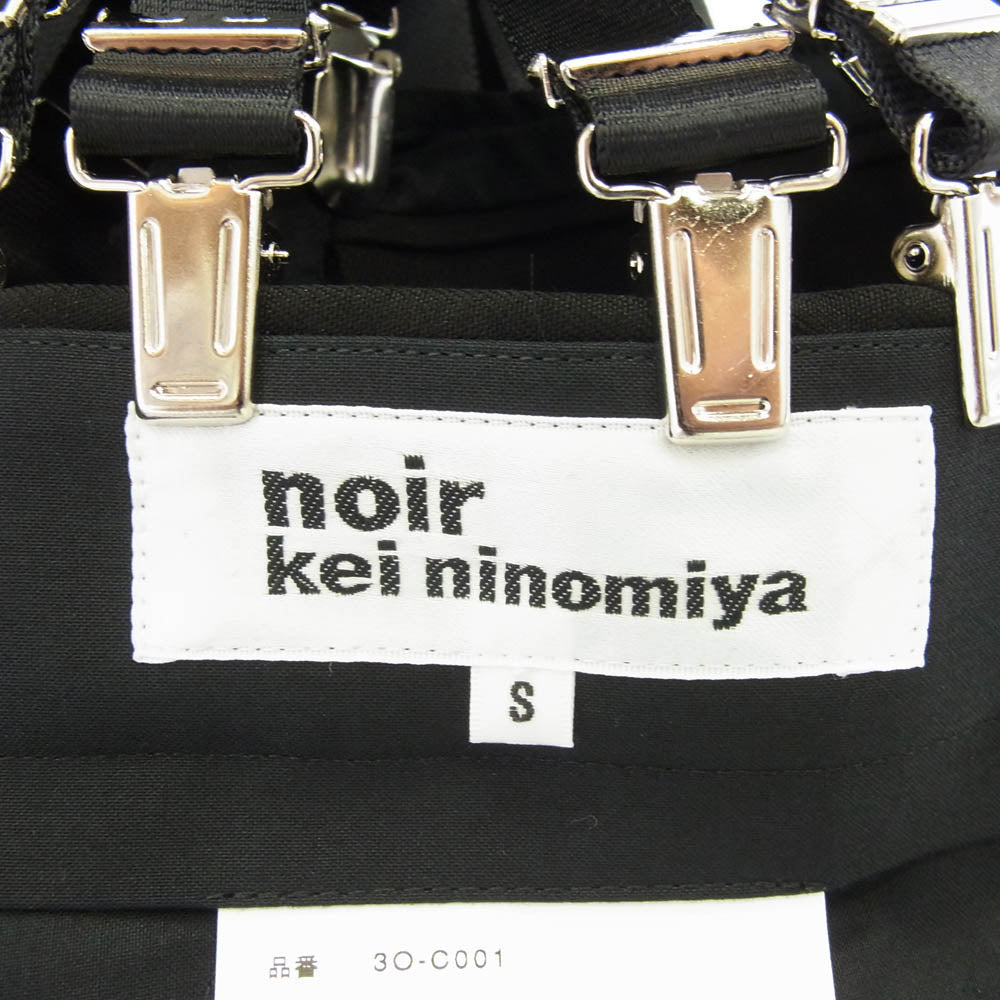 noir
kei ninomiya
S
品番 3O-C001